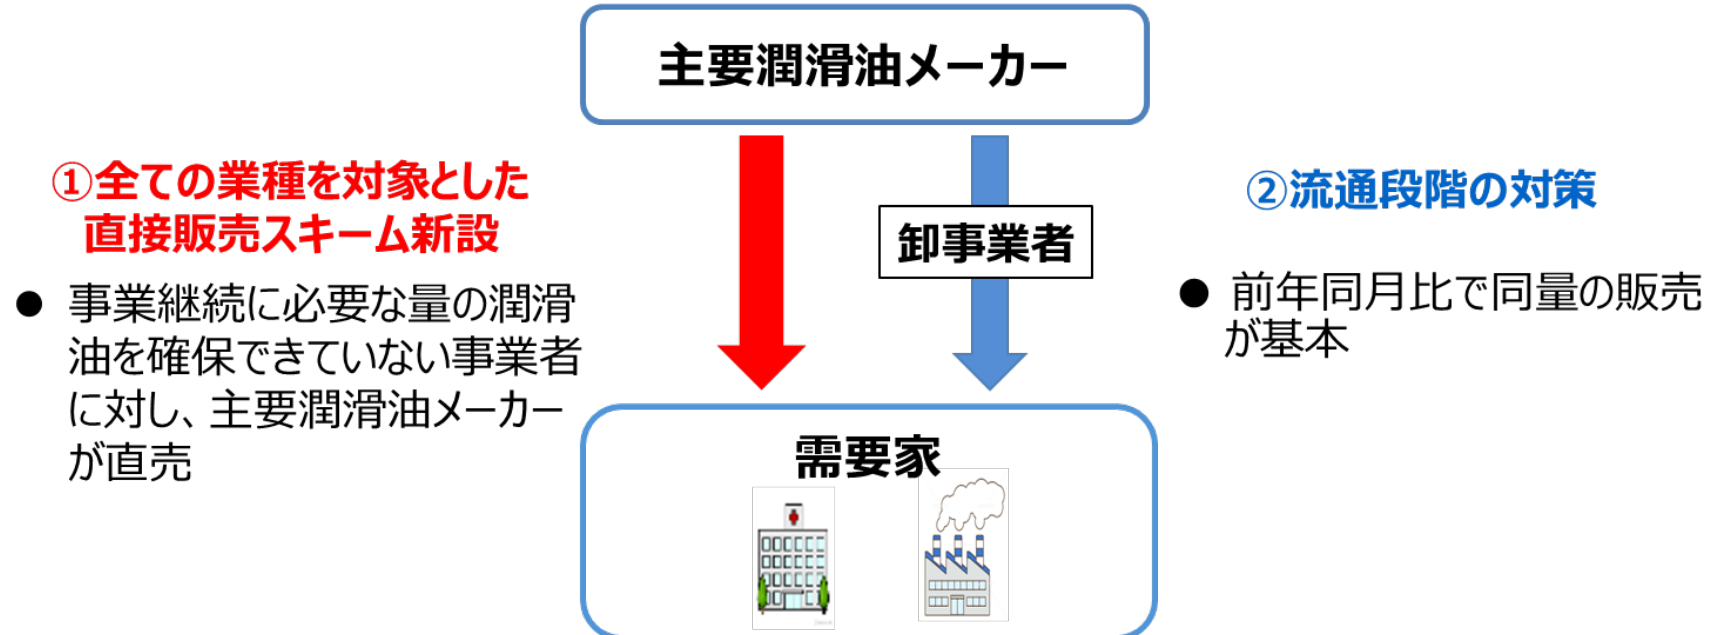 主要潤滑油メーカー
①全ての業種を対象とした
直接販売スキーム新設
● 事業継続に必要な量の潤滑
油を確保できていない事業者
に対し、主要潤滑油メーカー
が直売
卸事業者
②流通段階の対策
● 前年同月比で同量の販売
が基本
需要家